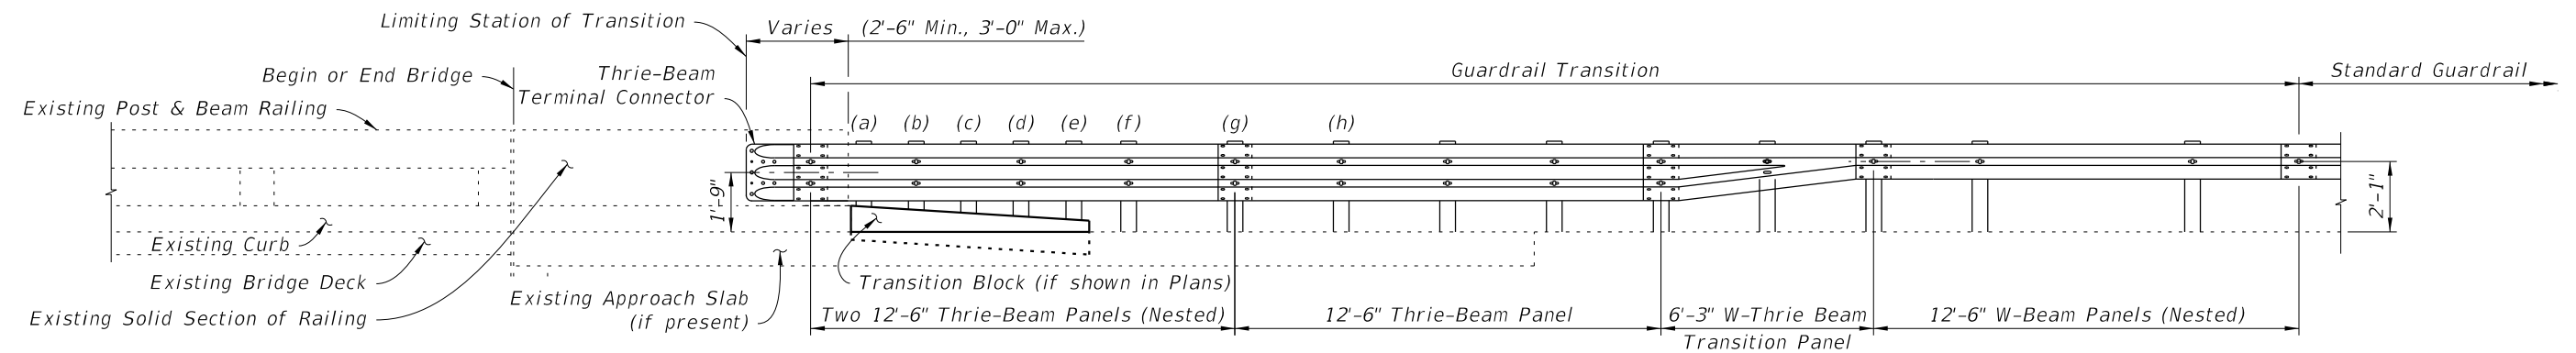 Limiting Station of Transition
Varies (2'-6" Min., 3'-0" Max.)
Begin or End Bridge
Thrie-Beam
Terminal Connector
Guardrail Transition
Standard Guardrail
Existing Post & Beam Railing
(a) (b) (c) (d) (e) (f) (g) (h)
1'-9"
2'-1"
Existing Curb
Existing Bridge Deck
Existing Solid Section of Railing
Existing Approach Slab
(if present)
Transition Block (if shown in Plans)
Two 12'-6" Thrie-Beam Panels (Nested)
12'-6" Thrie-Beam Panel
6'-3" W-Thrie Beam
Transition Panel
12'-6" W-Beam Panels (Nested)